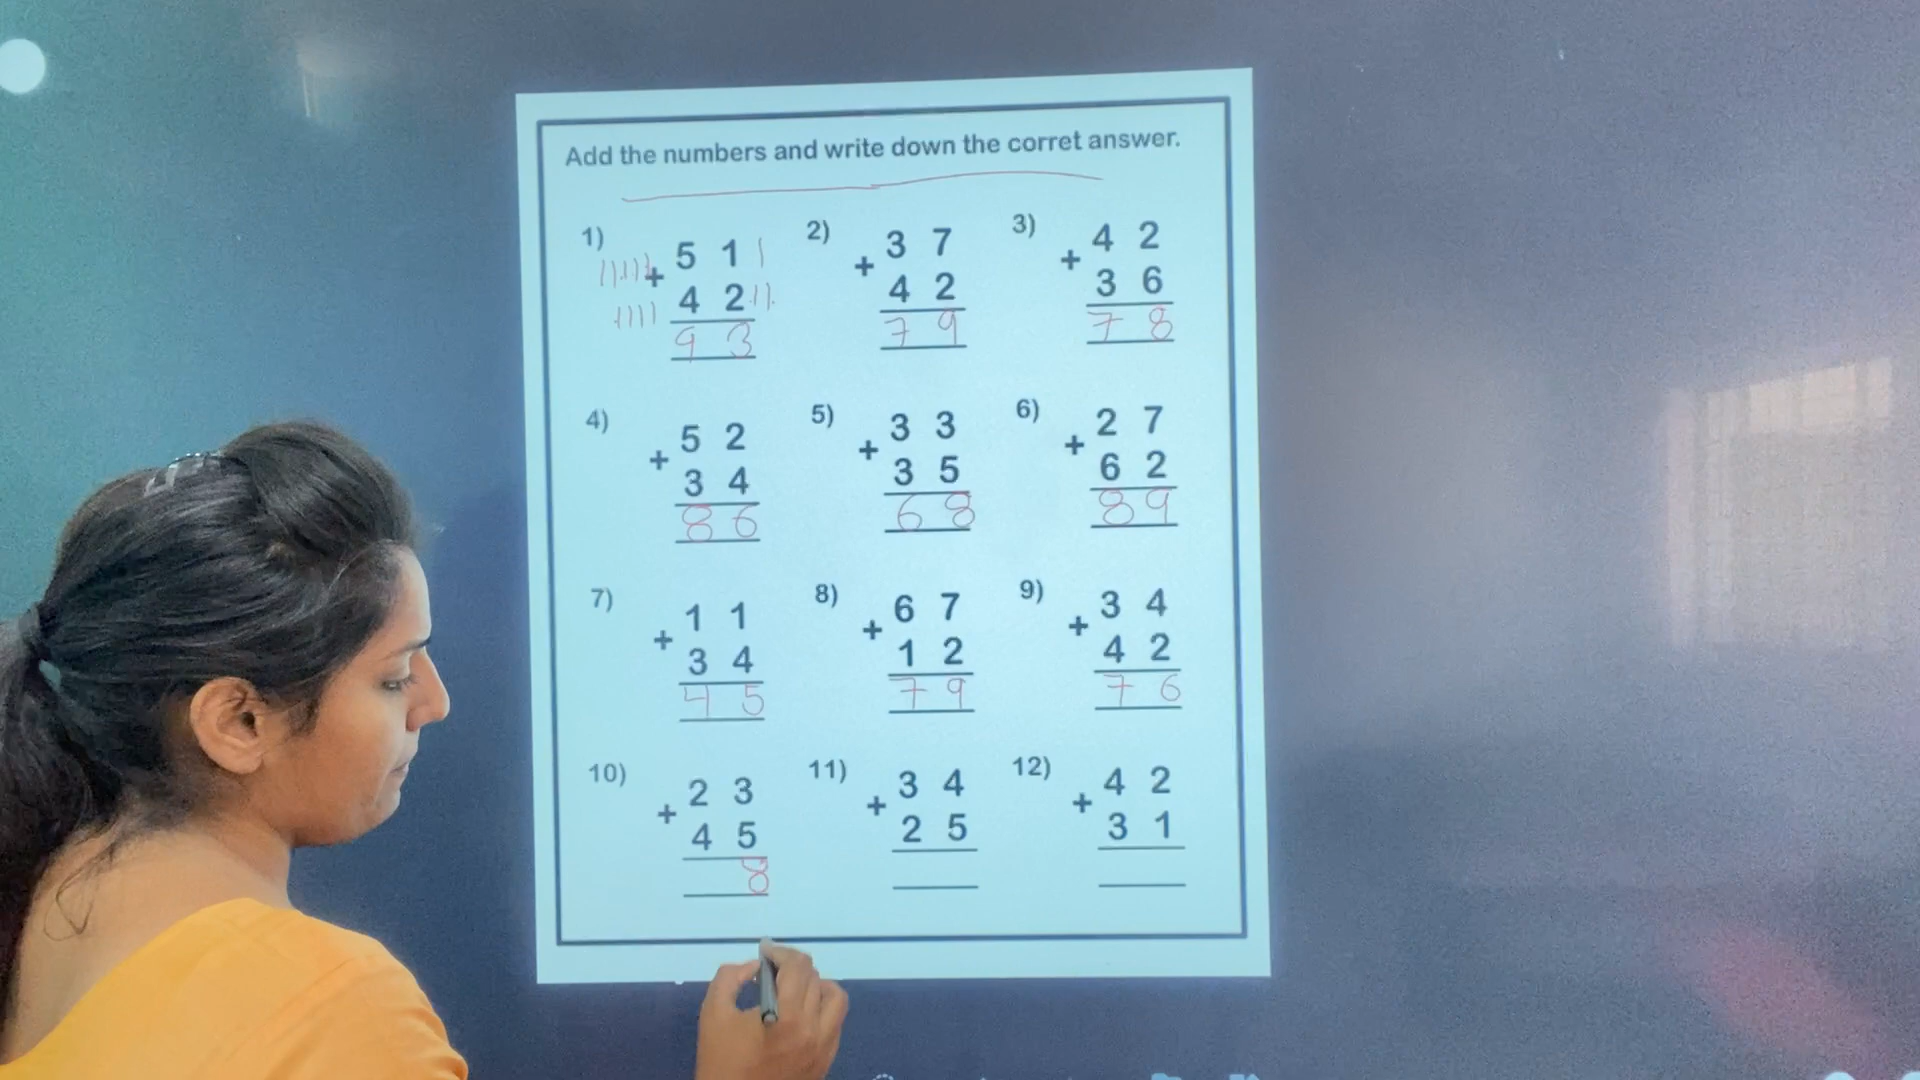 Add the numbers and write down the corret answer.
1) 2) 3)
5 1 3 7 4 2
+ + +
4 2 4 2 3 6
9 3 7 9 7 8
4) 5) 6)
5 2 3 3 2 7
+ + +
3 4 3 5 6 2
8 6 6 8 8 9
7) 8) 9)
1 1 6 7 3 4
+ + +
3 4 1 2 4 2
4 5 7 9 7 6
10) 11) 12)
2 3 3 4 4 2
+ + +
4 5 2 5 3 1
8